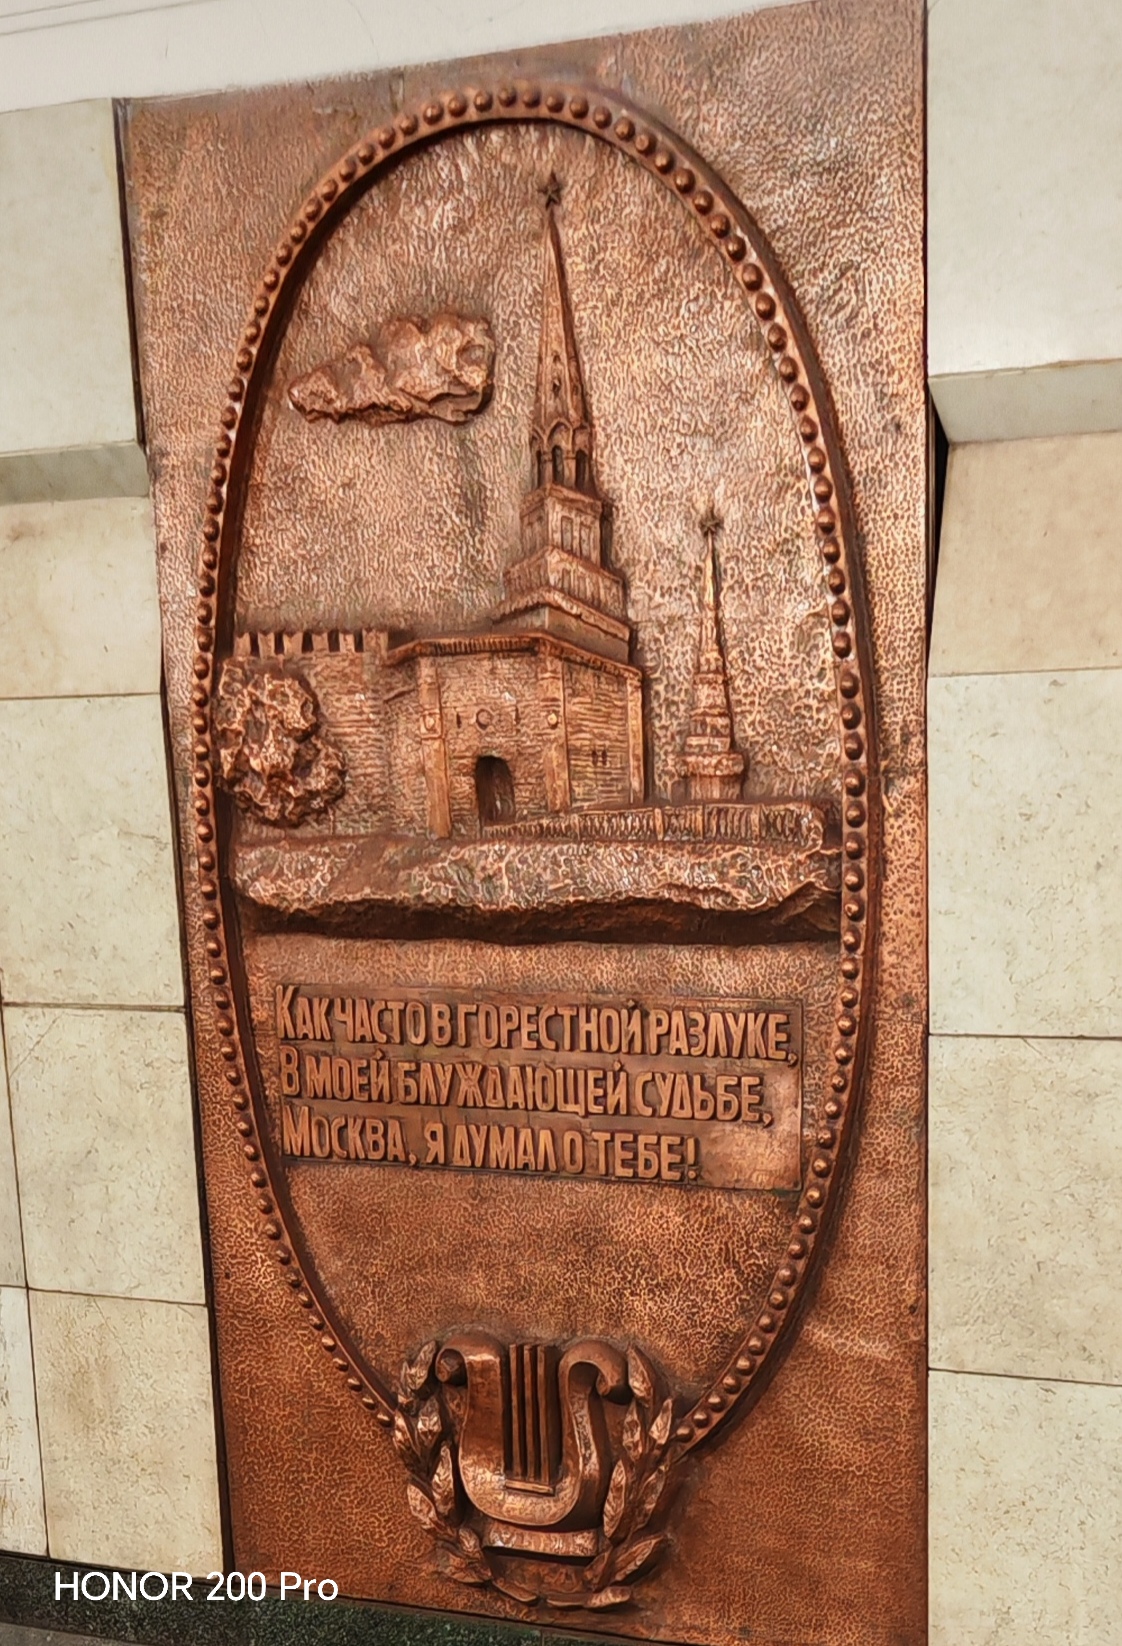 Как часто в горестной разлуке,
В моей блуждающей судьбе,
Москва, я думал о тебе!
HONOR 200 Pro